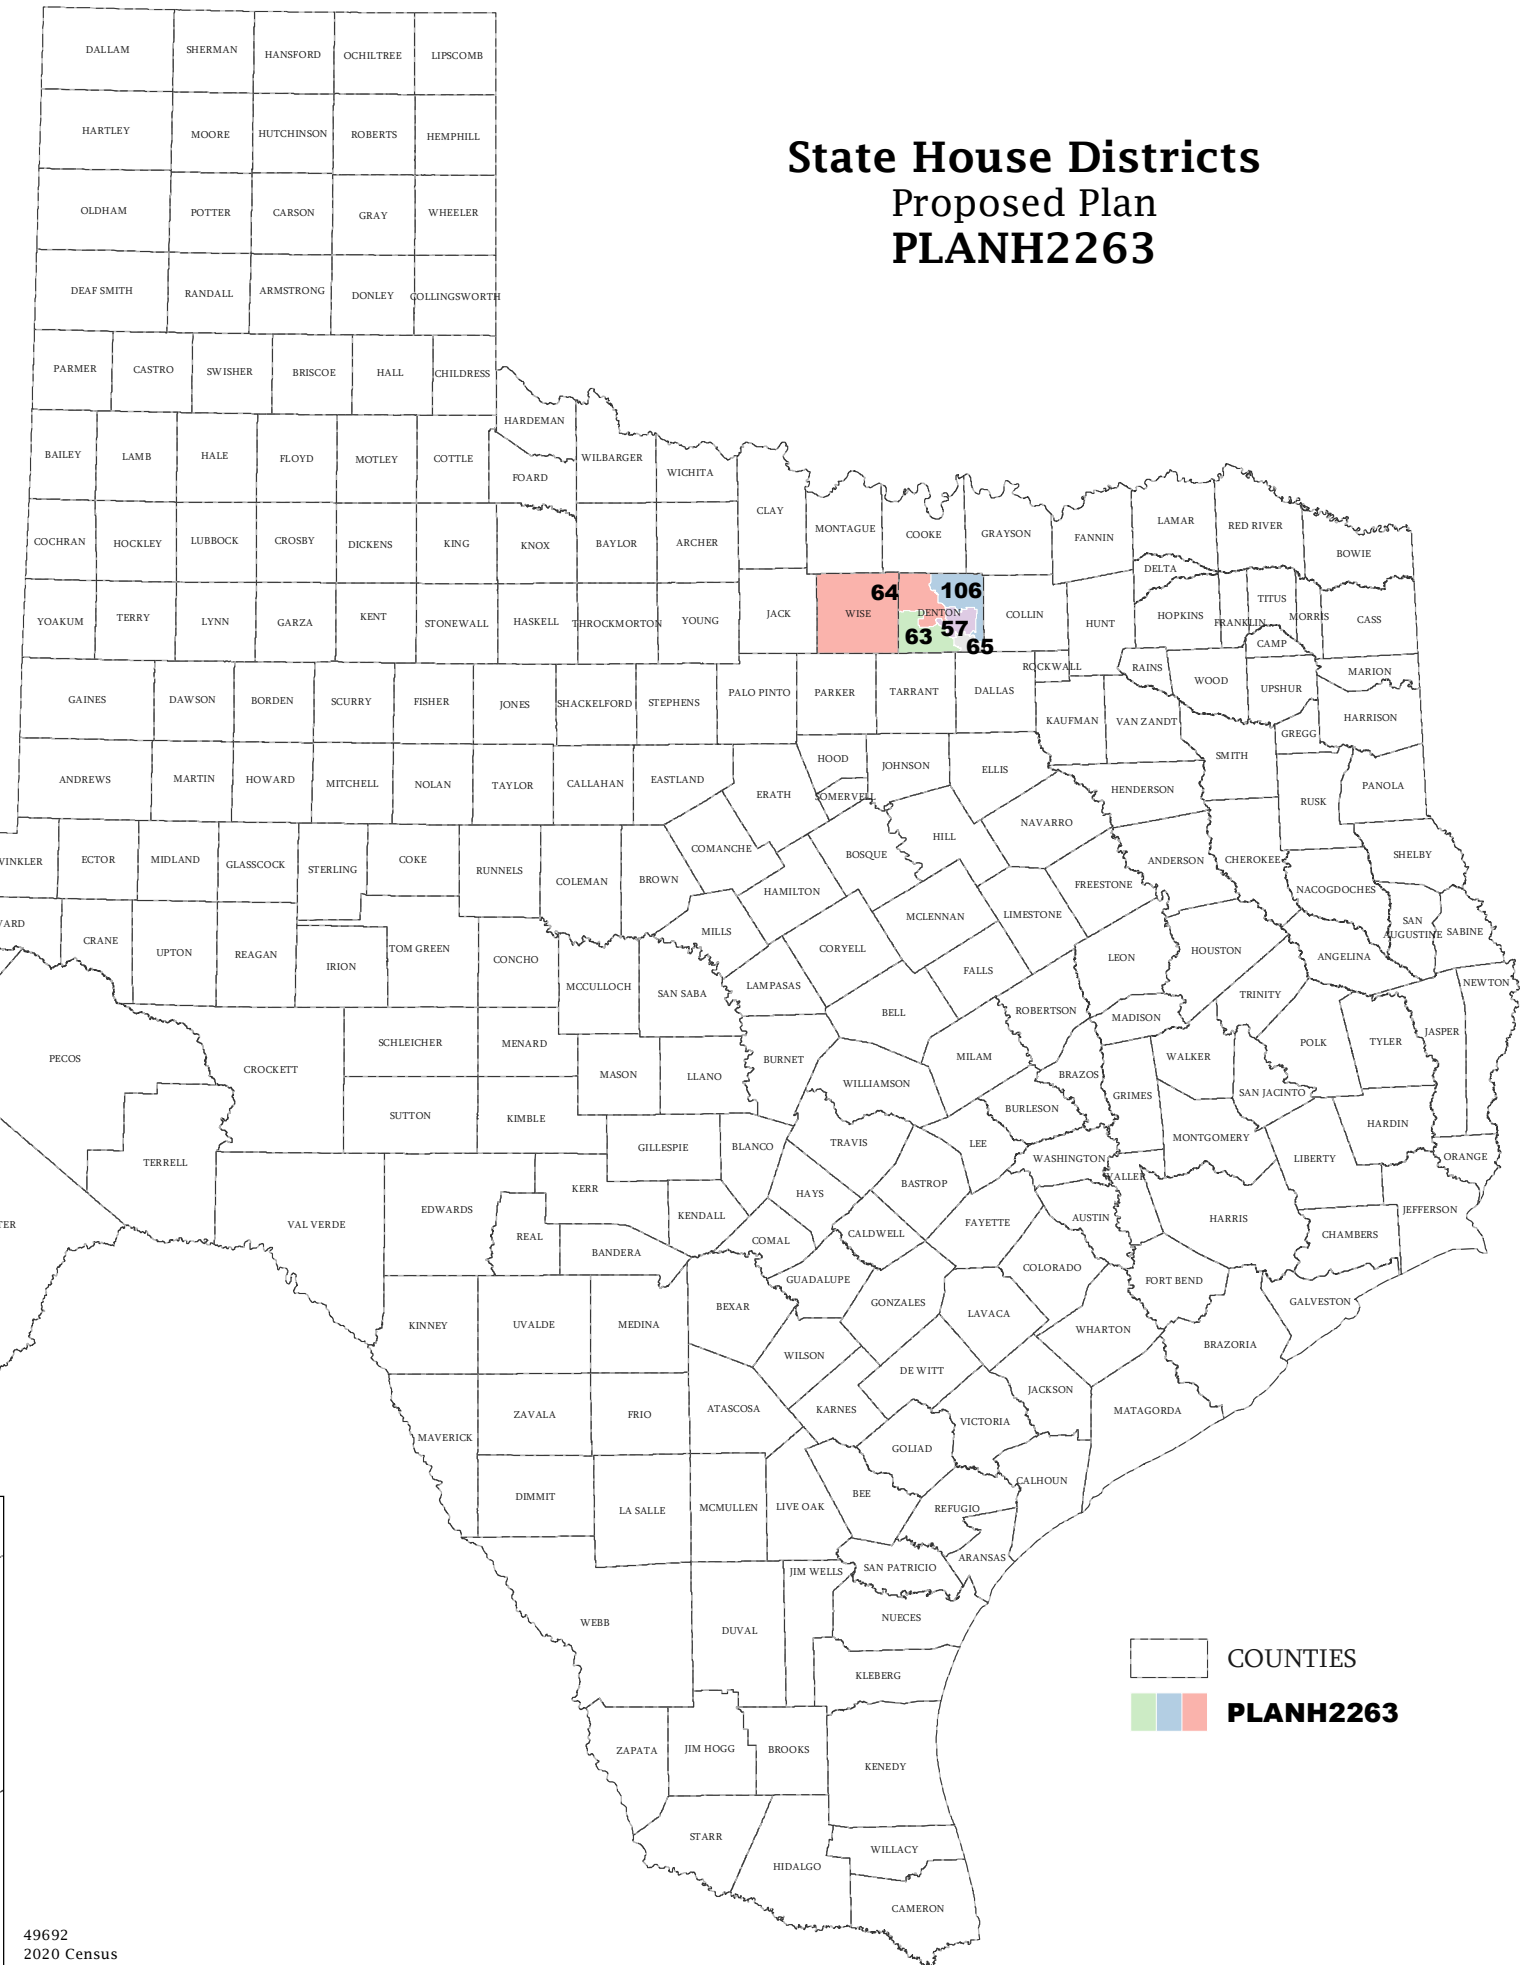 State House Districts
Proposed Plan
PLANH2263
DALLAM SHERMAN HANSFORD OCHILTREE LIPSCOMB
HARTLEY MOORE HUTCHINSON ROBERTS HEMPHILL
OLDHAM POTTER CARSON GRAY WHEELER
DEAF SMITH RANDALL ARMSTRONG DONLEY COLLINGSWORTH
PARMER CASTRO SWISHER BRISCOE HALL CHILDRESS
HARDEMAN
BAILEY LAMB HALE FLOYD MOTLEY COTTLE FOARD WILBARGER WICHITA
CLAY MONTAGUE COOKE GRAYSON FANNIN LAMAR RED RIVER BOWIE
COCHRAN HOCKLEY LUBBOCK CROSBY DICKENS KING KNOX BAYLOR ARCHER
DELTA
64 106
YOAKUM TERRY LYNN GARZA KENT STONEWALL HASKELL THROCKMORTON YOUNG JACK WISE DENTON COLLIN HUNT HOPKINS FRANKLIN TITUS MORRIS CASS
63 57 65
CAMP
ROCKWALL RAINS WOOD UPSHUR MARION
GAINES DAWSON BORDEN SCURRY FISHER JONES SHACKELFORD STEPHENS PALO PINTO PARKER TARRANT DALLAS KAUFMAN VAN ZANDT GREGG HARRISON
ANDREWS MARTIN HOWARD MITCHELL NOLAN TAYLOR CALLAHAN EASTLAND ERATH HOOD SOMERVELL JOHNSON ELLIS HENDERSON SMITH RUSK PANOLA
COMANCHE BOSQUE HILL NAVARRO
WINKLER ECTOR MIDLAND GLASSCOCK STERLING COKE RUNNELS COLEMAN BROWN HAMILTON FREESTONE ANDERSON CHEROKEE NACOGDOCHES SHELBY
VARD CRANE UPTON REAGAN IRION TOM GREEN CONCHO MILLS CORYELL MCLENNAN LIMESTONE LEON HOUSTON ANGELINA
SAN
AUGUSTINE
SABINE
MCCULLOCH SAN SABA LAMPASAS BELL FALLS ROBERTSON MADISON TRINITY NEWTON
PECOS CROCKETT SCHLEICHER MENARD MASON LLANO BURNET WILLIAMSON MILAM BRAZOS WALKER POLK TYLER JASPER
SUTTON KIMBLE BURLESON GRIMES SAN JACINTO HARDIN
TERRELL GILLESPIE BLANCO TRAVIS LEE WASHINGTON MONTGOMERY LIBERTY ORANGE
TER VAL VERDE EDWARDS KERR KENDALL HAYS BASTROP FAYETTE AUSTIN WALLER HARRIS CHAMBERS JEFFERSON
REAL BANDERA COMAL CALDWELL COLORADO
GUADALUPE FORT BEND GALVESTON
KINNEY UVALDE MEDINA BEXAR GONZALES LAVACA WHARTON BRAZORIA
WILSON DE WITT JACKSON
MAVERICK ZAVALA FRIO ATASCOSA KARNES VICTORIA MATAGORDA
GOLIAD
DIMMIT LA SALLE MCMULLEN LIVE OAK BEE REFUGIO CALHOUN
JIM WELLS SAN PATRICIO ARANSAS
WEBB DUVAL NUECES
KLEBERG
COUNTIES
PLANH2263
ZAPATA JIM HOGG BROOKS KENEDY
STARR HIDALGO WILLACY
CAMERON
49692
2020 Census